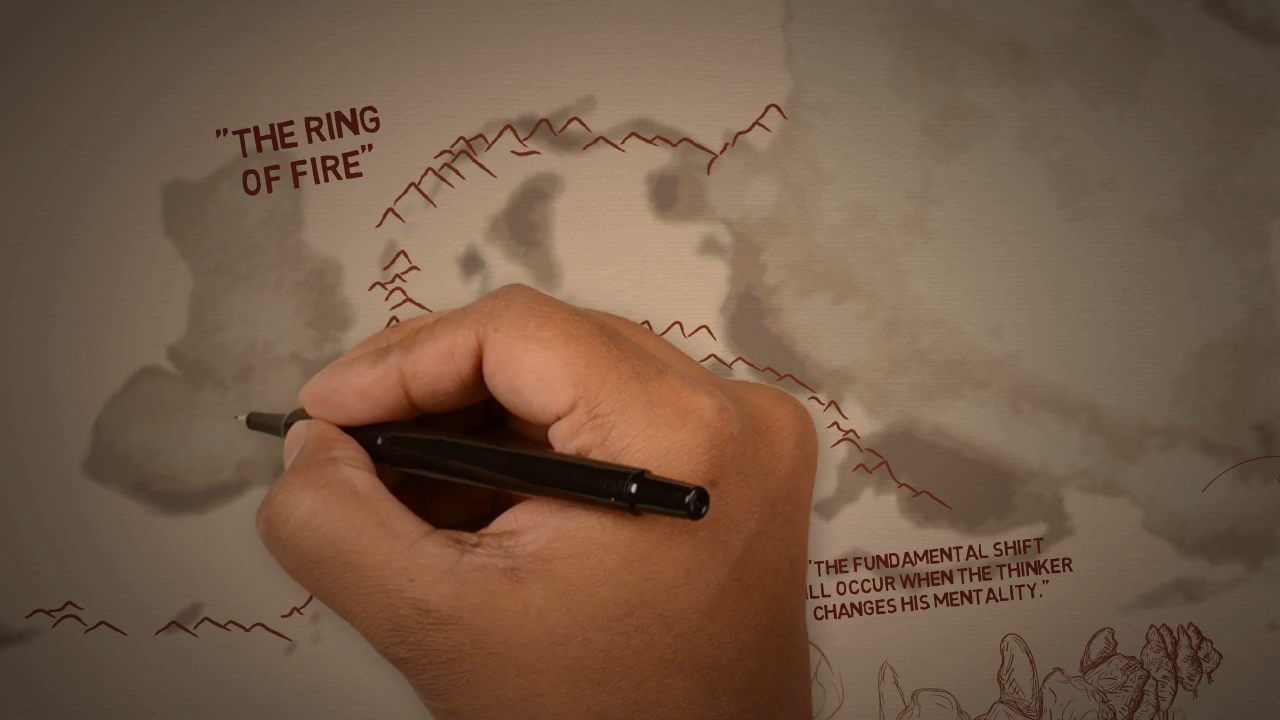 "THE RING
OF FIRE"
"THE FUNDAMENTAL SHIFT
OCCUR WHEN THE THINKER
CHANGES HIS MENTALITY."